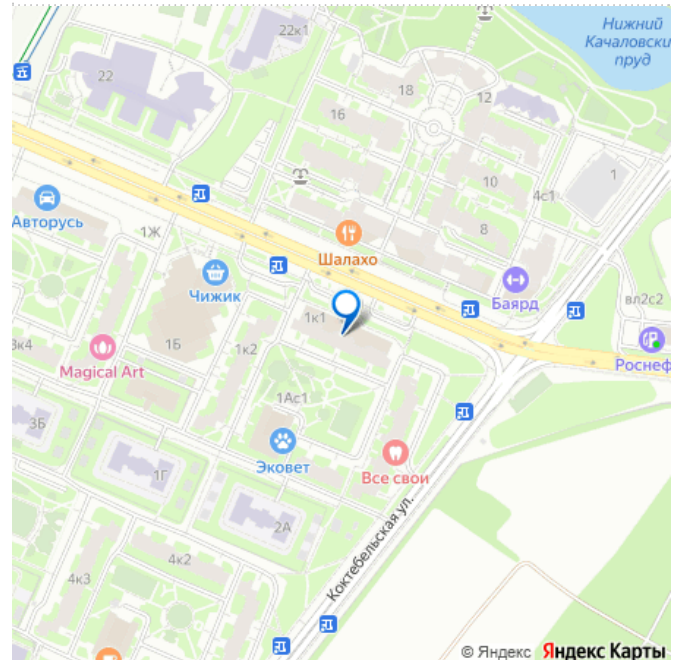 22к1
Нижний
Качаловски
пруд
22
18
12
16
10
4с1
1
8
Авторусь
1Ж
Шалахо
Чижик
Баярд
вл2с2
1к1
Роснеф
3к4
1Б
1к2
Magical Art
1Ас1
3Б
1Г
Эковет
Все свои
2А
Коктебельская ул.
4к2
4к3
© Яндекс Яндекс Карты